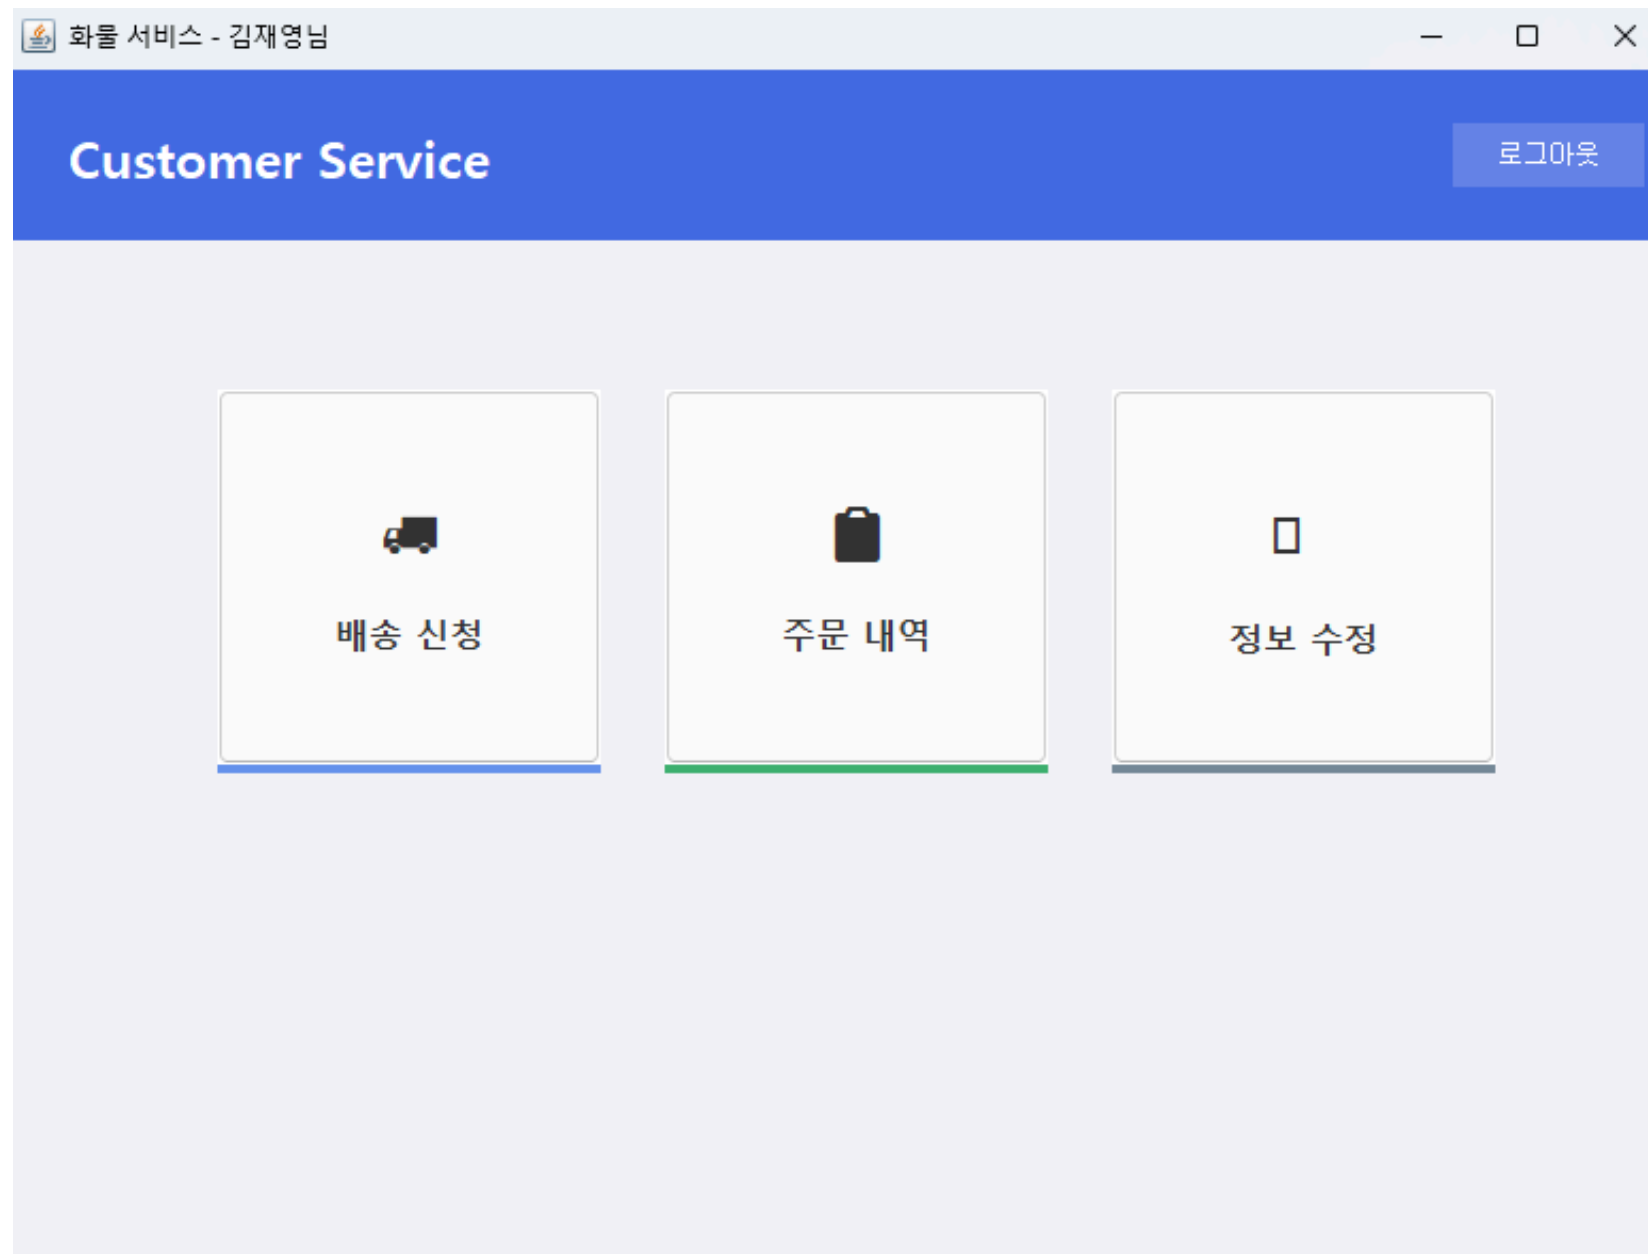 화물 서비스 - 김재영님
Customer Service
로그아웃
배송 신청
주문 내역
정보 수정